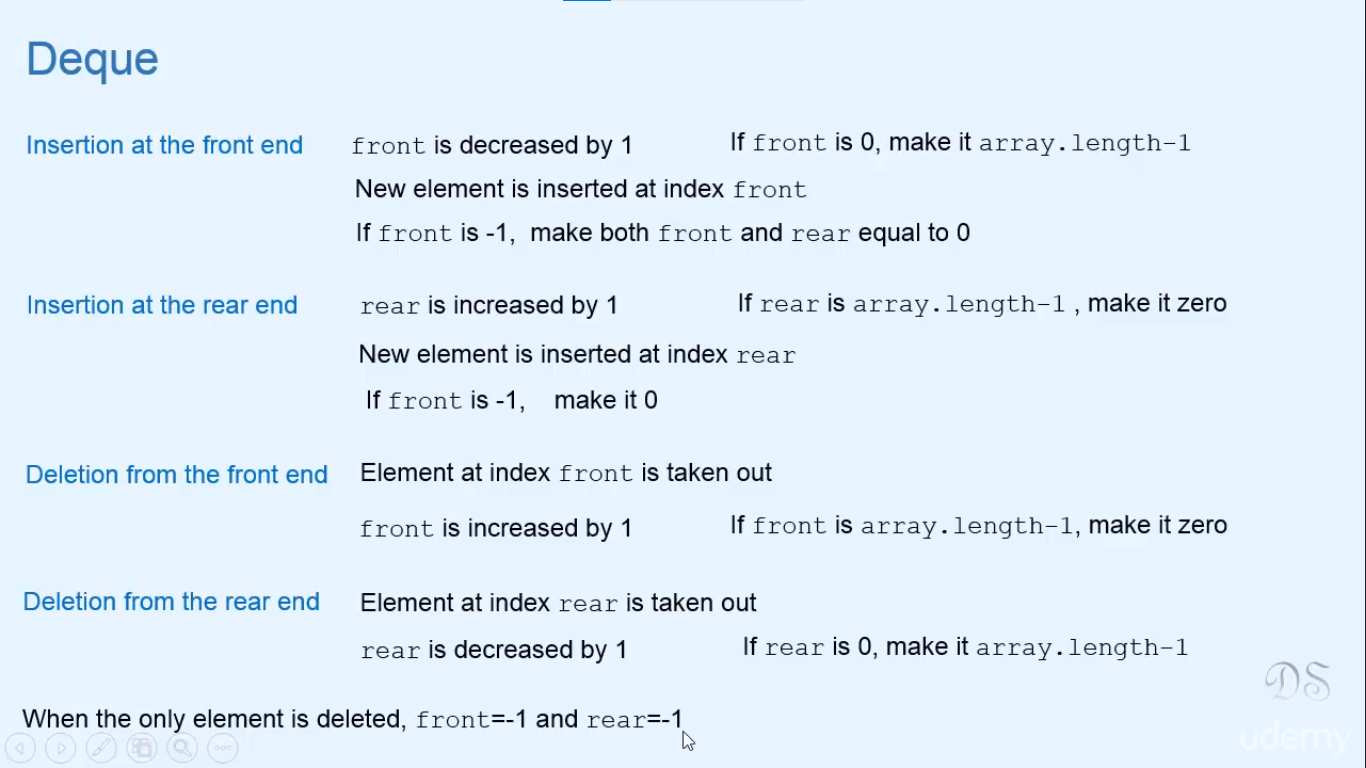 Deque
Insertion at the front end front is decreased by 1 If front is 0, make it array.length-1
New element is inserted at index front
If front is -1, make both front and rear equal to 0
Insertion at the rear end rear is increased by 1 If rear is array.length-1 , make it zero
New element is inserted at index rear
If front is -1, make it 0
Deletion from the front end Element at index front is taken out
front is increased by 1 If front is array.length-1, make it zero
Deletion from the rear end Element at index rear is taken out
rear is decreased by 1 If rear is 0, make it array.length-1
DS
When the only element is deleted, front=-1 and rear=-1
udemy